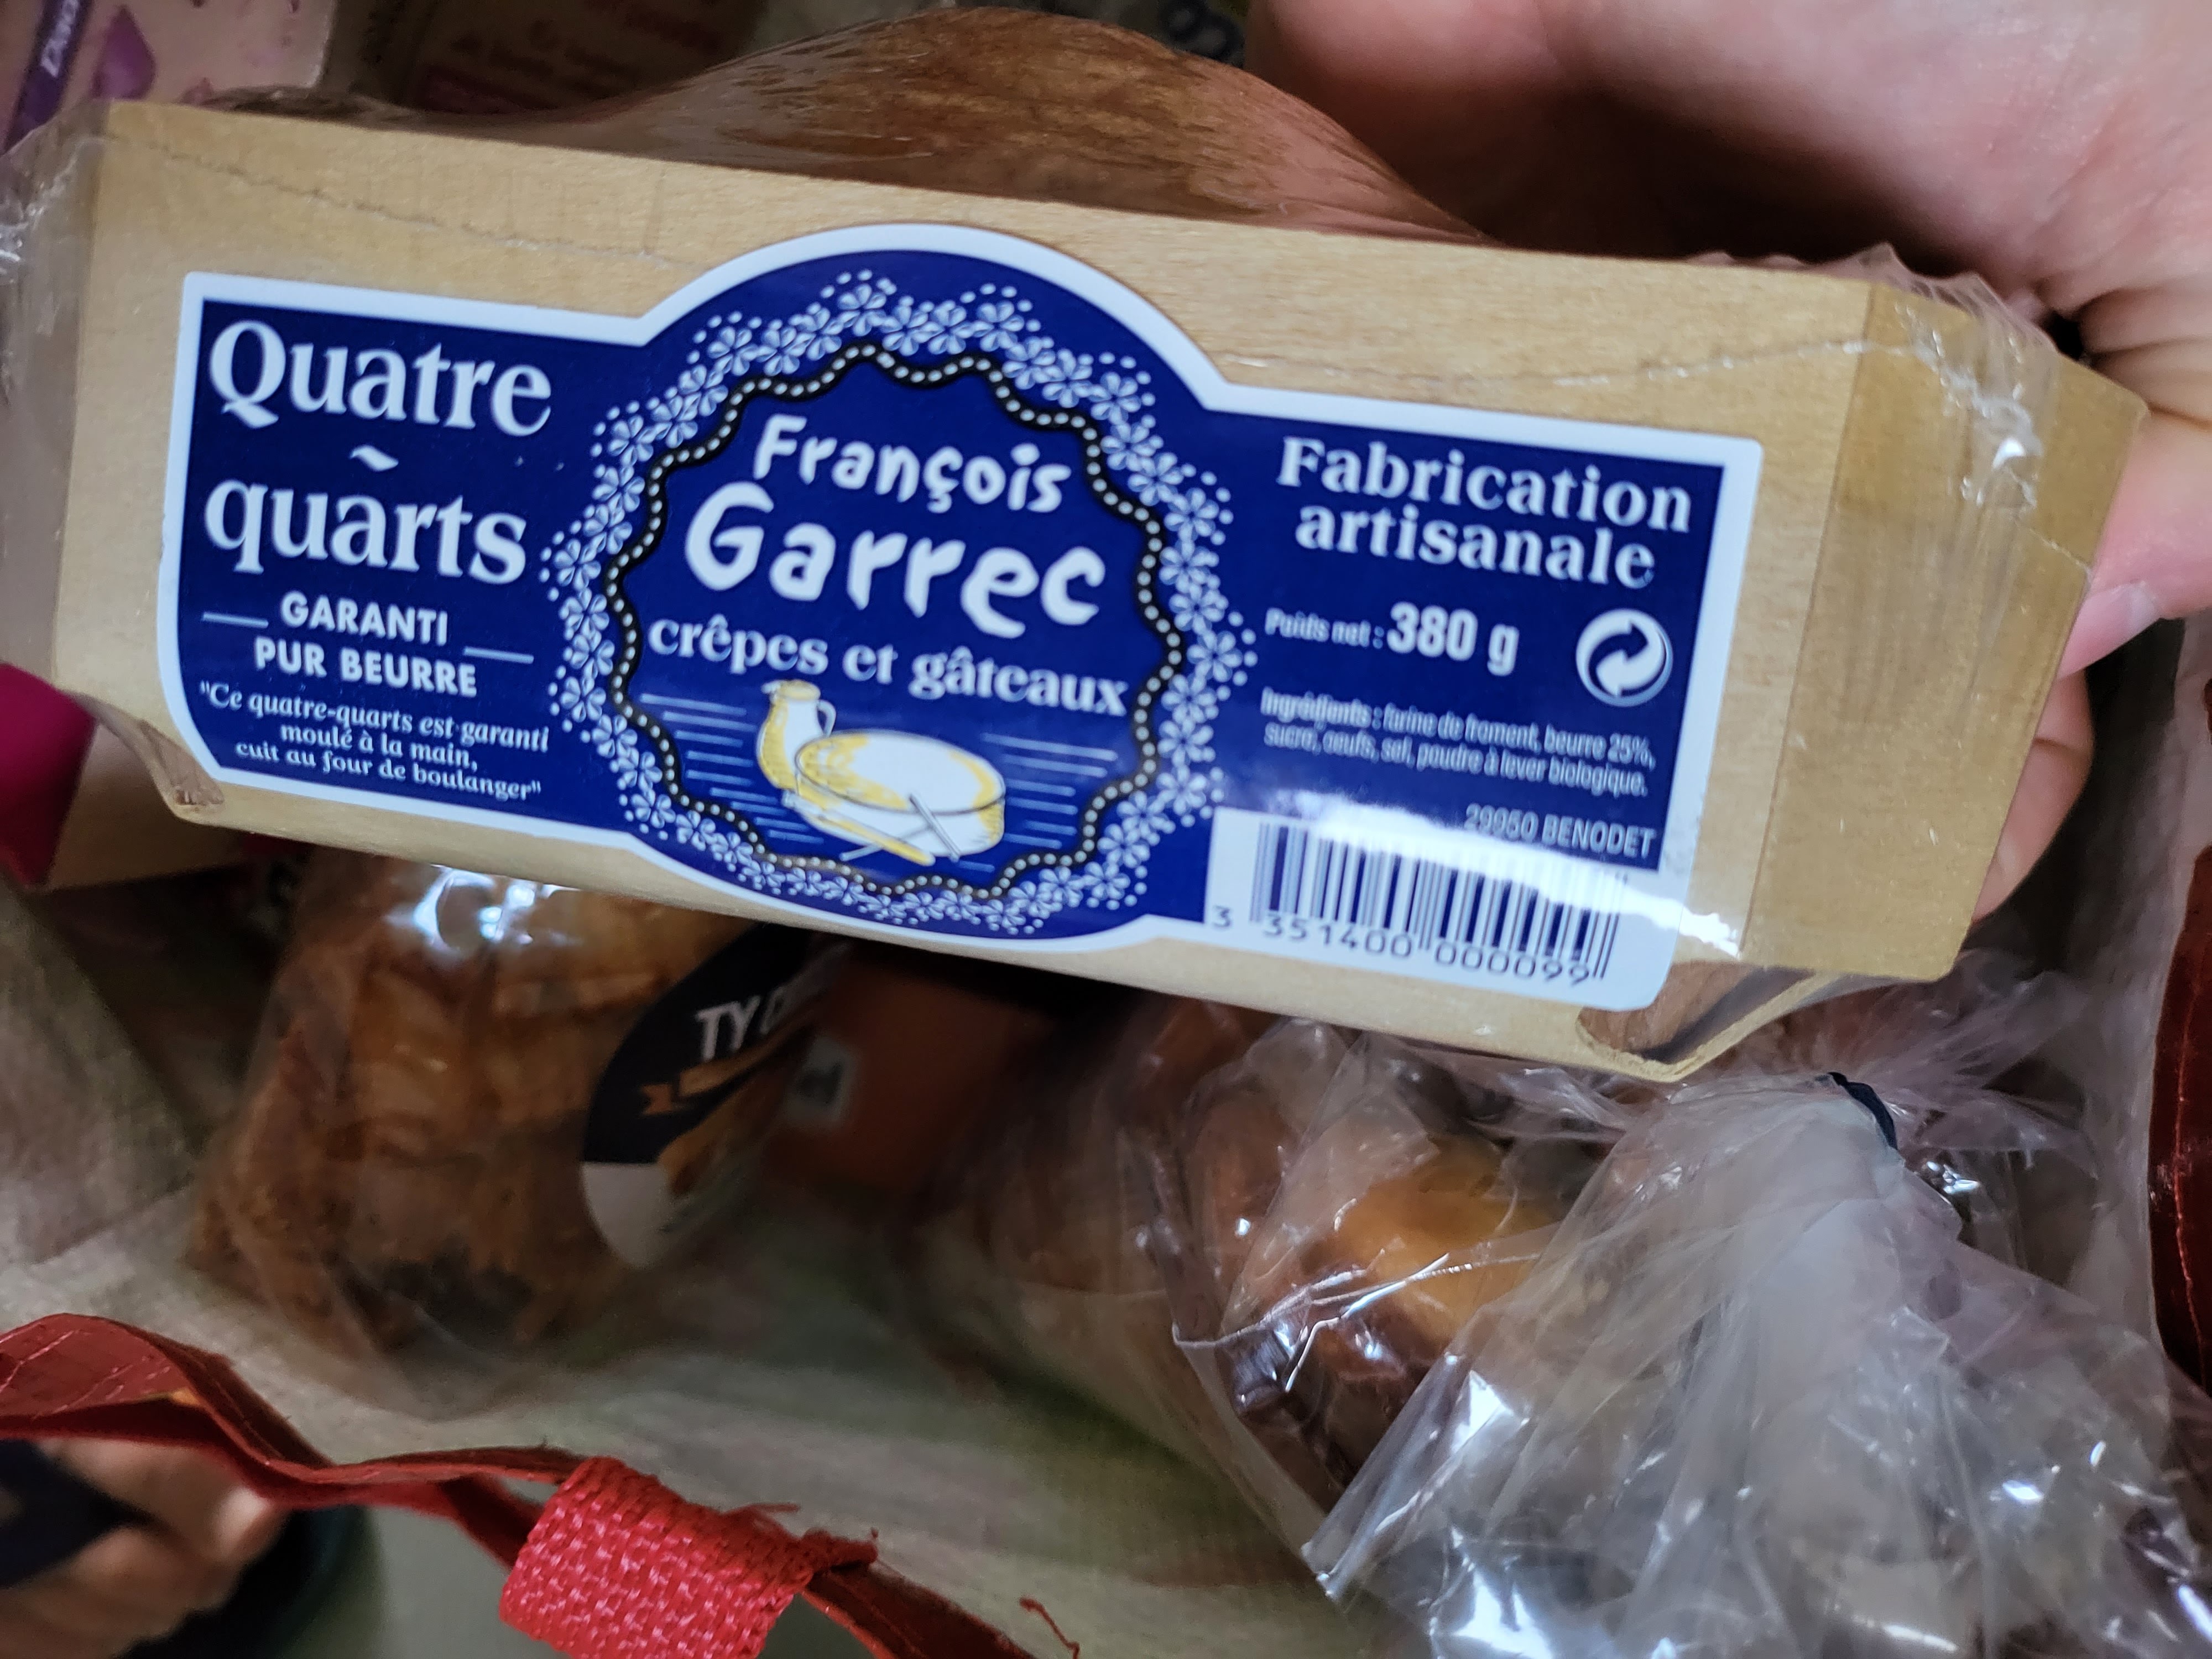 Quatre
quarts
GARANTI
PUR BEURRE
"Ce quatre-quarts est garanti
moulé à la main,
cuit au four de boulanger"
François
Garrec
crêpes et gâteaux
Fabrication
artisanale
Poids net : 380 g
Ingrédients : farine de froment, beurre 25%,
sucre, oeufs, sel, poudre à lever biologique.
29950 BENODET
3 351400 000099
TY